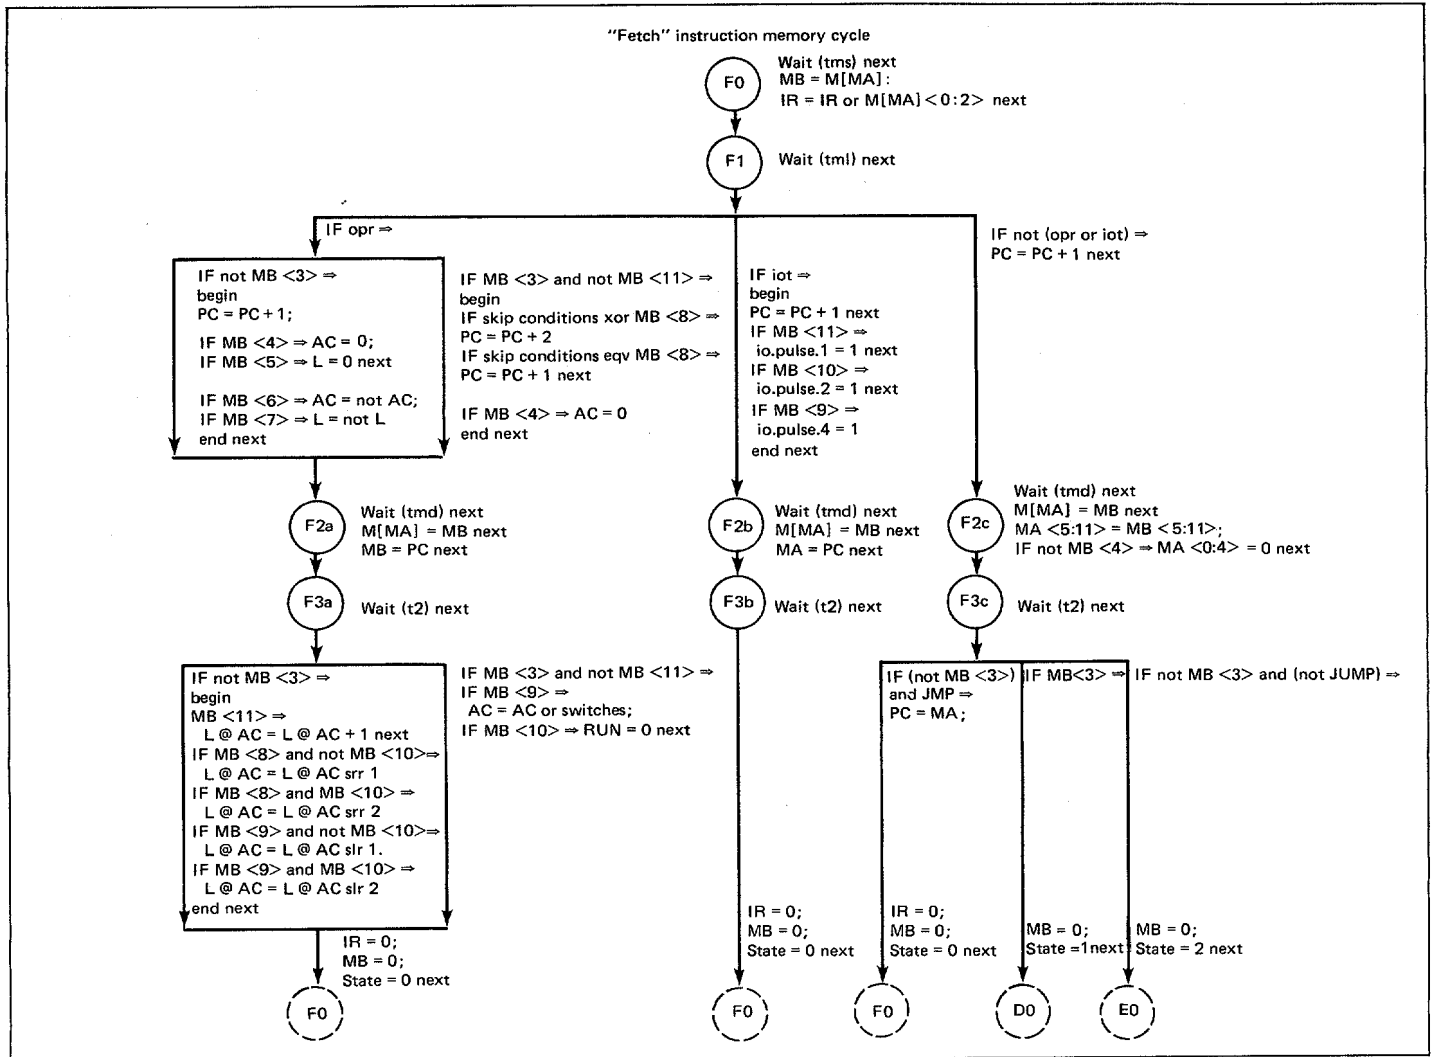 "Fetch" instruction memory cycle
F0
Wait (tms) next
MB = M[MA] :
IR = IR or M[MA] <0:2> next
F1
Wait (tml) next
IF opr ⇒
IF not MB <3> ⇒
begin
PC = PC + 1;
IF MB <4> ⇒ AC = 0;
IF MB <5> ⇒ L = 0 next
IF MB <6> ⇒ AC = not AC;
IF MB <7> ⇒ L = not L
end next
IF MB <3> and not MB <11> ⇒
begin
IF skip conditions xor MB <8> ⇒
PC = PC + 2
IF skip conditions eqv MB <8> ⇒
PC = PC + 1 next
IF MB <4> ⇒ AC = 0
end next
IF iot ⇒
begin
PC = PC + 1 next
IF MB <11> ⇒
io.pulse.1 = 1 next
IF MB <10> ⇒
io.pulse.2 = 1 next
IF MB <9> ⇒
io.pulse.4 = 1
end next
IF not (opr or iot) ⇒
PC = PC + 1 next
F2a
Wait (tmd) next
M[MA] = MB next
MB = PC next
F2b
Wait (tmd) next
M[MA] = MB next
MA = PC next
F2c
Wait (tmd) next
M[MA] = MB next
MA <5:11> = MB <5:11>;
IF not MB <4> ⇒ MA <0:4> = 0 next
F3a
Wait (t2) next
F3b
Wait (t2) next
F3c
Wait (t2) next
IF not MB <3> ⇒
begin
MB <11> ⇒
L @ AC = L @ AC + 1 next
IF MB <8> and not MB <10> ⇒
L @ AC = L @ AC srr 1
IF MB <8> and MB <10> ⇒
L @ AC = L @ AC srr 2
IF MB <9> and not MB <10> ⇒
L @ AC = L @ AC slr 1.
IF MB <9> and MB <10> ⇒
L @ AC = L @ AC slr 2
end next
IF MB <3> and not MB <11> ⇒
IF MB <9> ⇒
AC = AC or switches;
IF MB <10> ⇒ RUN = 0 next
IF (not MB <3>)
and JMP ⇒
PC = MA;
IF MB<3> ⇒
IF not MB <3> and (not JUMP) ⇒
IR = 0;
MB = 0;
State = 0 next
IR = 0;
MB = 0;
State = 0 next
IR = 0;
MB = 0;
State = 0 next
MB = 0;
State =1next
MB = 0;
State = 2 next
F0
F0
F0
D0
E0